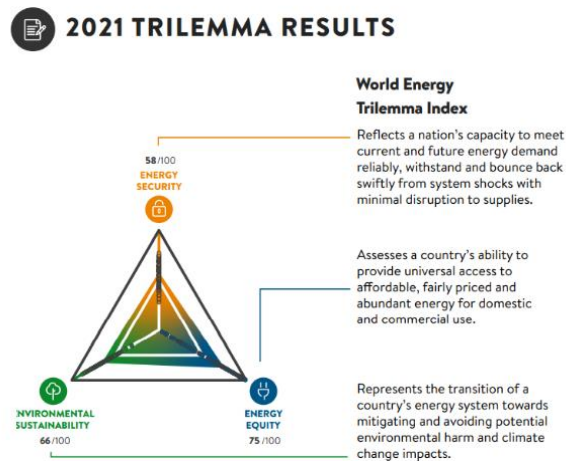 2021 TRILEMMA RESULTS
World Energy
Trilemma Index
Reflects a nation's capacity to meet
current and future energy demand
reliably, withstand and bounce back
swiftly from system shocks with
minimal disruption to supplies.
58/100
ENERGY
SECURITY
Assesses a country's ability to
provide universal access to
affordable, fairly priced and
abundant energy for domestic
and commercial use.
NVIRONMENTAL
SUSTAINABILITY
66/100
ENERGY
EQUITY
75/100
Represents the transition of a
country's energy system towards
mitigating and avoiding potential
environmental harm and climate
change impacts.